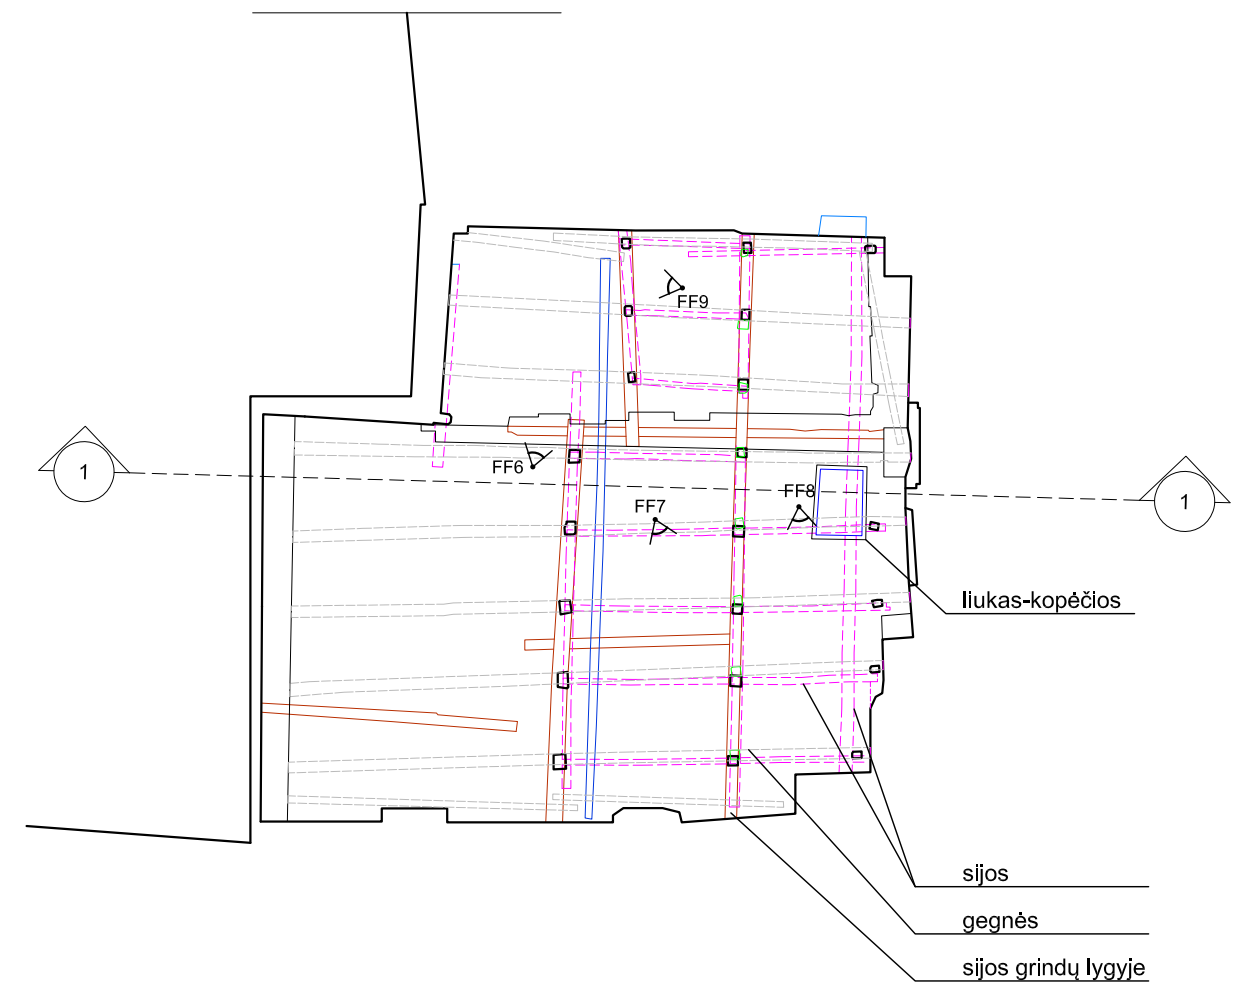 FF9
1
FF6
FF8
1
FF7
liukas-kopėčios
sijos
gegnės
sijos grindų lygyje